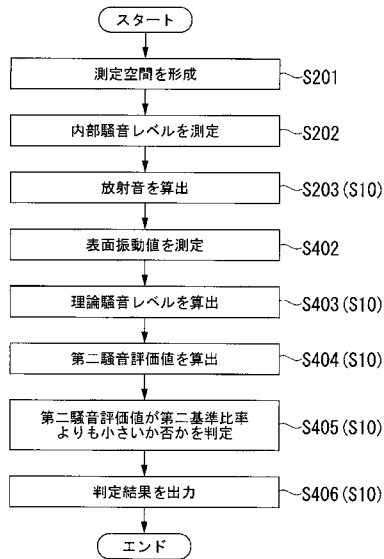 スタート
測定空間を形成
S201
内部騒音レベルを測定
S202
放射音を算出
S203(S10)
表面振動値を測定
S402
理論騒音レベルを算出
S403(S10)
第二騒音評価値を算出
S404(S10)
第二騒音評価値が第二基準比率
よりも小さいか否かを判定
S405(S10)
判定結果を出力
S406(S10)
エンド